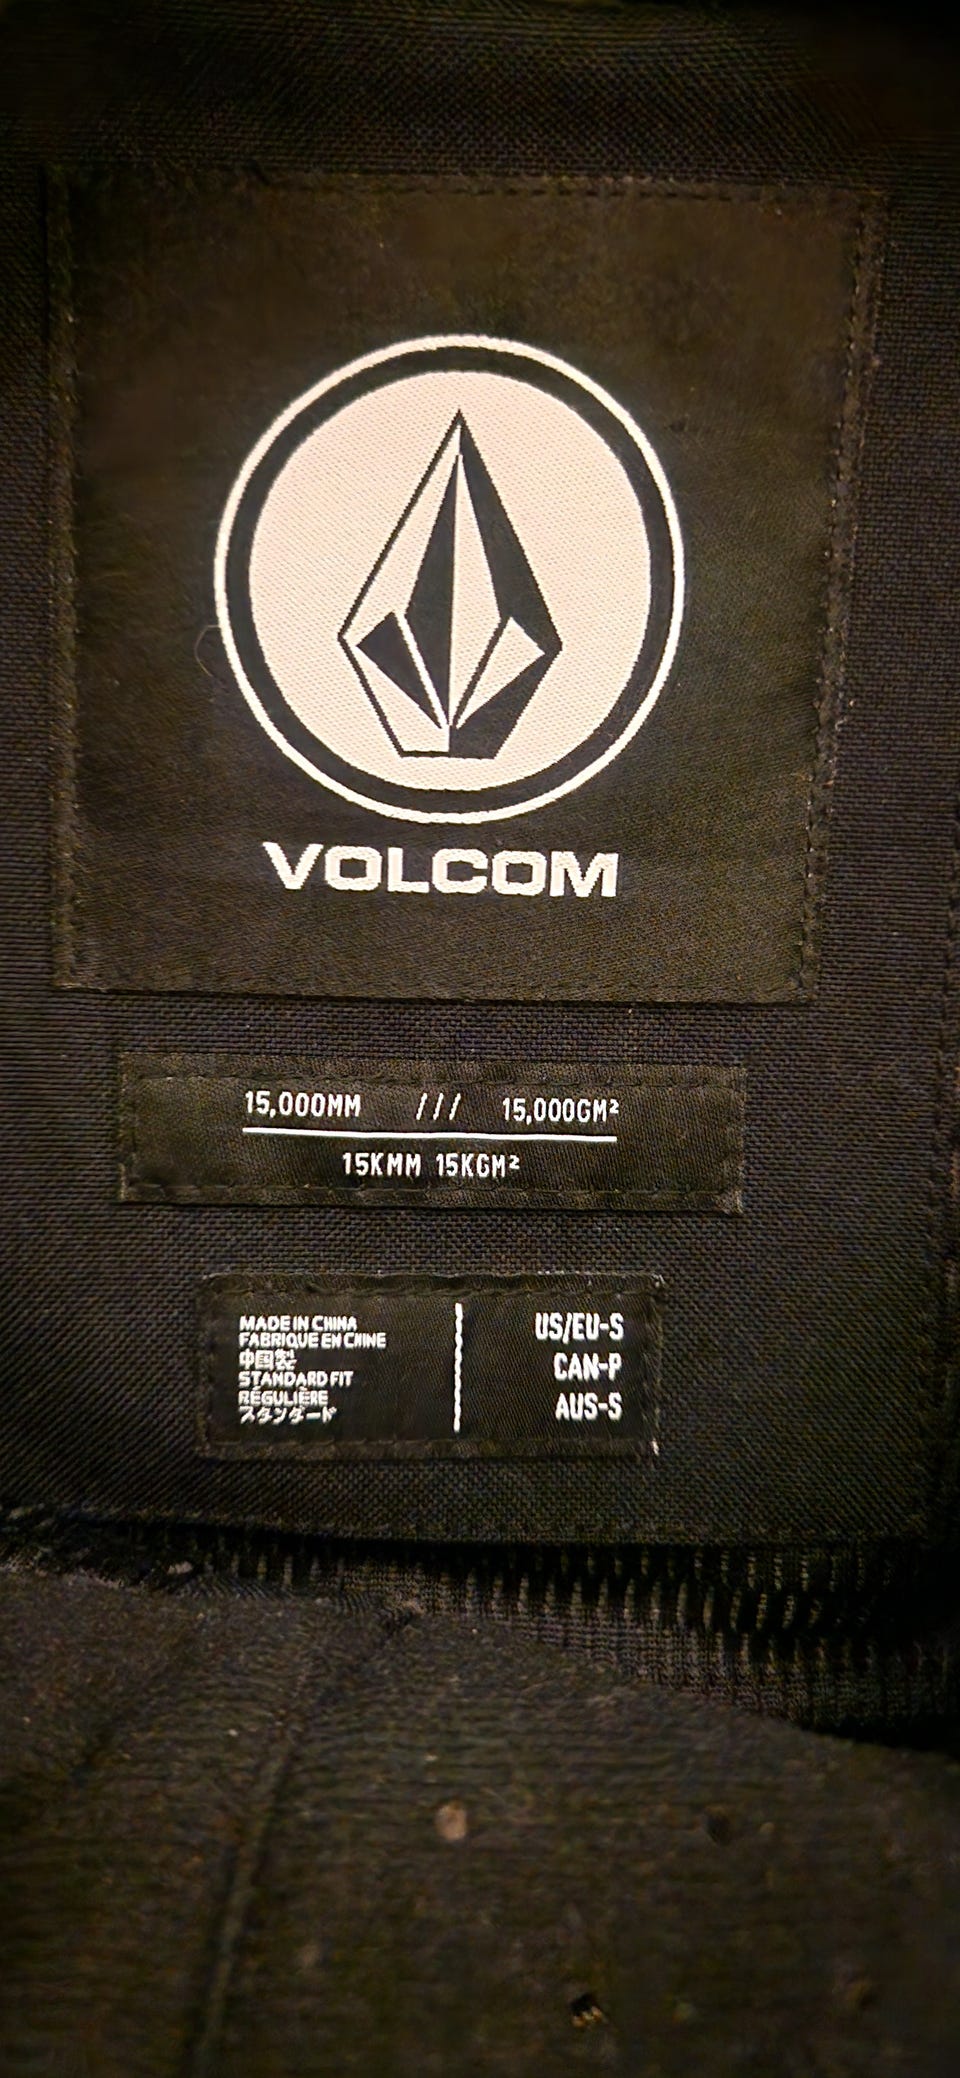 VOLCOM
15,000MM /// 15,000GM²
15KMM 15KGM²
MADE IN CHINA
FABRIQUE EN CHINE
中国製
STANDARD FIT
RÉGULIÈRE
スタンダード
US/EU-S
CAN-P
AUS-S